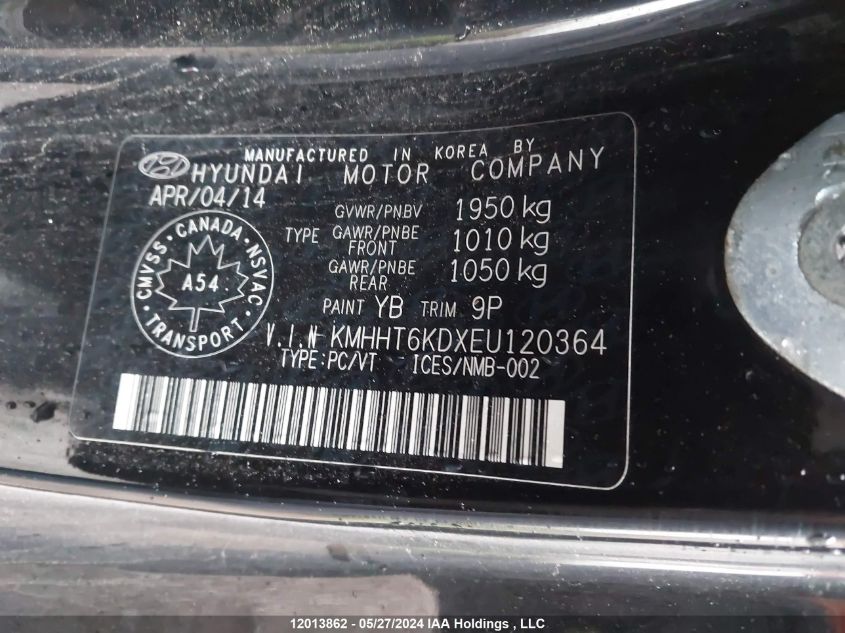 MANUFACTURED IN KOREA BY
HYUNDAI MOTOR COMPANY
APR/04/14
GVWR/PNBV 1950 kg
TYPE GAWR/PNBE FRONT 1010 kg
GAWR/PNBE REAR 1050 kg
CMVSS · CANADA · NSVAC · TRANSPORT ·
A54
PAINT YB TRIM 9P
V.I.N KMHHT6KDXEU120364
TYPE:PC/VT ICES/NMB-002
12013862 - 05/27/2024 IAA Holdings , LLC